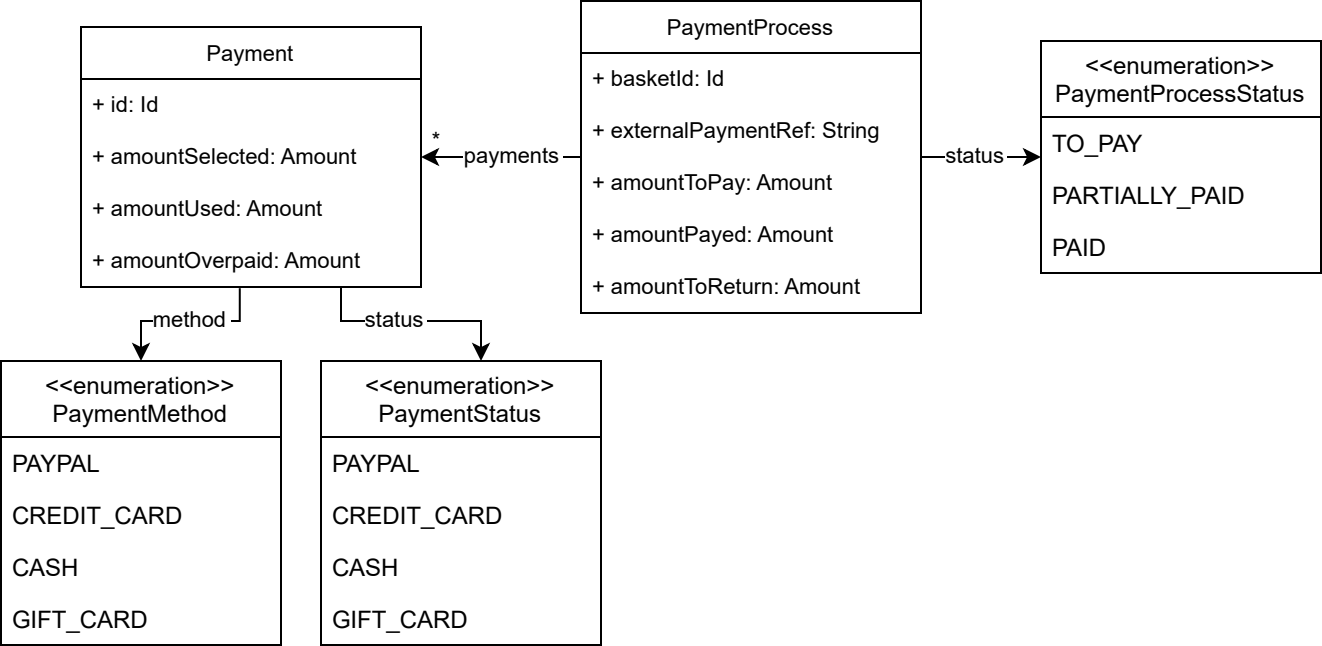 Payment
+ id: Id
+ amountSelected: Amount
+ amountUsed: Amount
+ amountOverpaid: Amount
*
payments
PaymentProcess
+ basketId: Id
+ externalPaymentRef: String
+ amountToPay: Amount
+ amountPayed: Amount
+ amountToReturn: Amount
status
<<enumeration>>
PaymentProcessStatus
TO_PAY
PARTIALLY_PAID
PAID
method
status
<<enumeration>>
PaymentMethod
PAYPAL
CREDIT_CARD
CASH
GIFT_CARD
<<enumeration>>
PaymentStatus
PAYPAL
CREDIT_CARD
CASH
GIFT_CARD